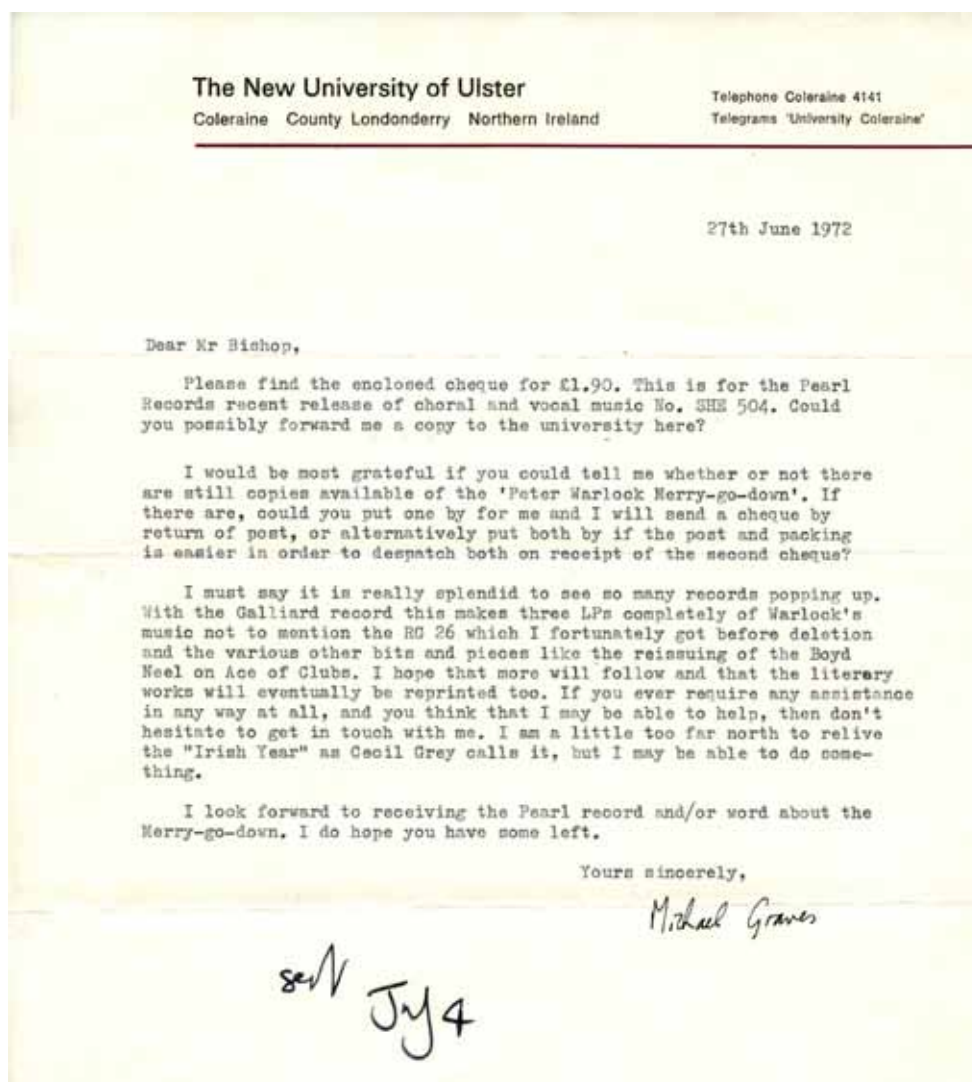 The New University of Ulster
Coleraine County Londonderry Northern Ireland
Telephone Coleraine 4141
Telegrams 'University Coleraine'
27th June 1972
Dear Mr Bishop,
Please find the enclosed cheque for £1.90. This is for the Pearl
Records recent release of choral and vocal music No. SHE 504. Could
you possibly forward me a copy to the university here?
I would be most grateful if you could tell me whether or not there
are still copies available of the 'Peter Warlock Merry-go-down'. If
there are, could you put one by for me and I will send a cheque by
return of post, or alternatively put both by if the post and packing
is easier in order to despatch both on receipt of the second cheque?
I must say it is really splendid to see so many records popping up.
With the Galliard record this makes three LPs completely of Warlock's
music not to mention the RG 26 which I fortunately got before deletion
and the various other bits and pieces like the reissuing of the Boyd
Neel on Ace of Clubs. I hope that more will follow and that the literary
works will eventually be reprinted too. If you ever require any assistance
in any way at all, and you think that I may be able to help, then don't
hesitate to get in touch with me. I am a little too far north to relive
the "Irish Year" as Cecil Grey calls it, but I may be able to do some-
thing.
I look forward to receiving the Pearl record and/or word about the
Merry-go-down. I do hope you have some left.
Yours sincerely,
Michael Graves
sent
Jy 4